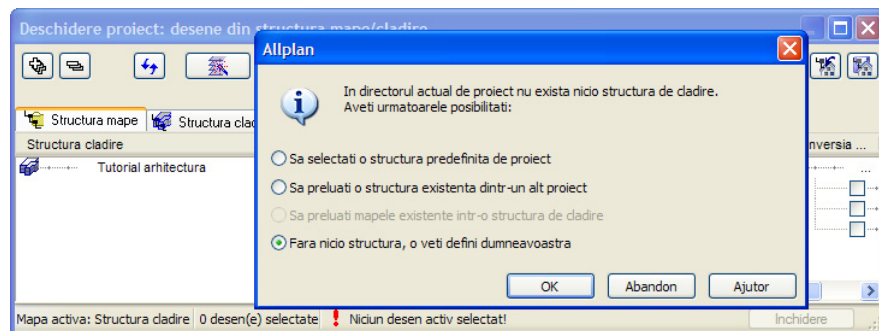 Deschidere proiect: desene din structura mape/cladire
Allplan
In directorul actual de proiect nu exista nicio structura de cladire.
Aveti urmatoarele posibilitati:
Structura mape
Structura clad
Structura cladire
nversia ...
Tutorial arhitectura
...
Sa selectati o structura predefinita de proiect
Sa preluati o structura existenta dintr-un alt proiect
Sa preluati mapele existente intr-o structura de cladire
Fara nicio structura, o veti defini dumneavoastra
OK
Abandon
Ajutor
Mapa activa: Structura cladire
0 desen(e) selectate
Niciun desen activ selectat!
Inchidere